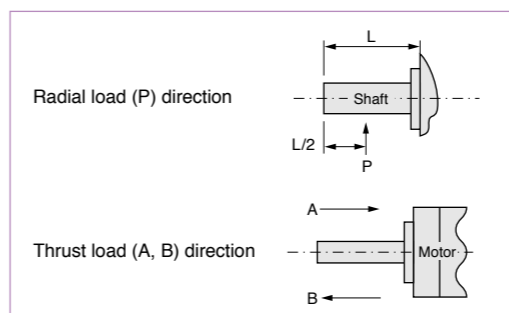 L
Radial load (P) direction
Shaft
L/2
P
A
Thrust load (A, B) direction
Motor
B